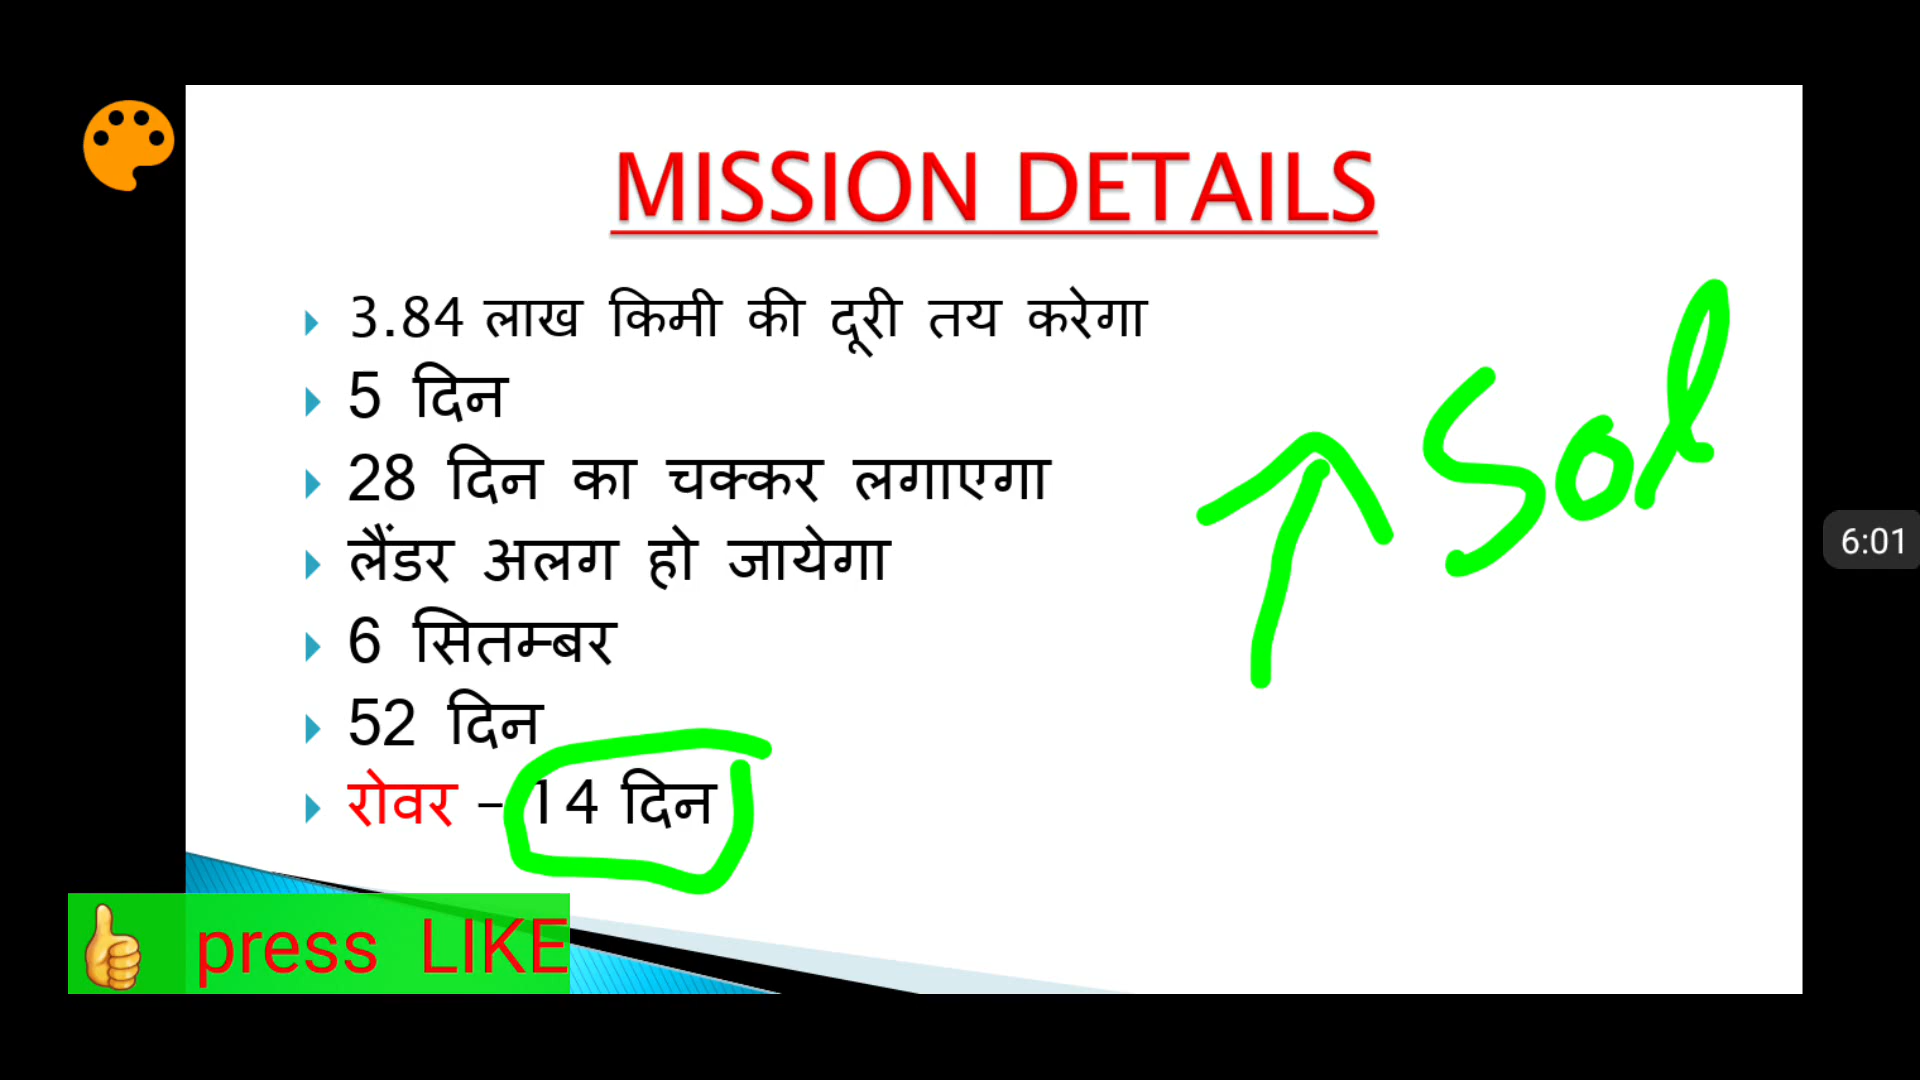 MISSION DETAILS
3.84 लाख किमी की दूरी तय करेगा
5 दिन
28 दिन का चक्कर लगाएगा
लैंडर अलग हो जायेगा
6 सितम्बर
52 दिन
रोवर - 14 दिन
Sol
6:01
press LIKE